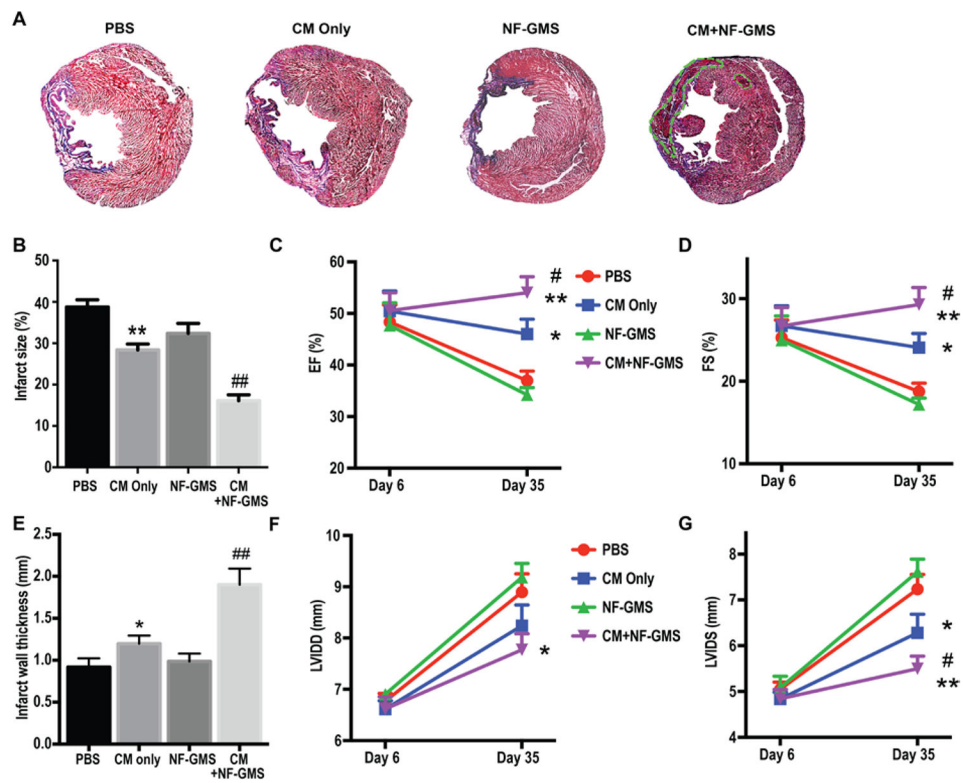 A
PBS
CM Only
NF-GMS
CM+NF-GMS
B
Infarct size (%)
50
40
30
20
10
0
**
##
PBS
CM Only
NF-GMS
CM
+NF-GMS
C
EF (%)
60
50
40
30
20
#
**
*
Day 6
Day 35
PBS
CM Only
NF-GMS
CM+NF-GMS
D
FS (%)
30
20
10
#
**
*
Day 6
Day 35
E
Infarct wall thickness (mm)
2.5
2.0
1.5
1.0
0.5
0.0
*
##
PBS
CM only
NF-GMS
CM
+NF-GMS
F
LVIDD (mm)
10
9
8
7
6
*
Day 6
Day 35
PBS
CM Only
NF-GMS
CM+NF-GMS
G
LVIDS (mm)
8
7
6
5
4
*
#
**
Day 6
Day 35